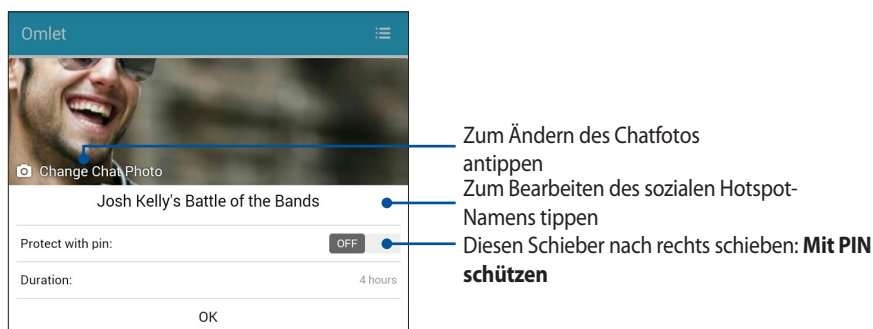 Omlet
Change Chat Photo
Josh Kelly's Battle of the Bands
Protect with pin:
OFF
Duration:
4 hours
OK
Zum Ändern des Chatfotos
antippen
Zum Bearbeiten des sozialen Hotspot-
Namens tippen
Diesen Schieber nach rechts schieben: Mit PIN
schützen